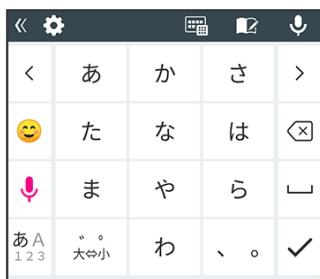 あ か さ
た な は
ま や ら
あA
123
゛ ゜
大⇔小
わ
、 。